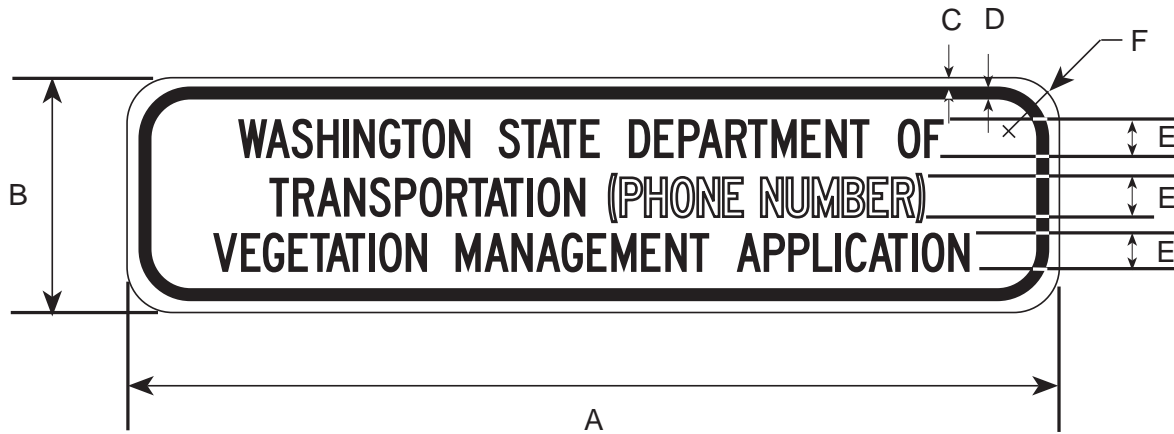 C D
F
WASHINGTON STATE DEPARTMENT OF
E
B
TRANSPORTATION (PHONE NUMBER)
E
VEGETATION MANAGEMENT APPLICATION
E
A